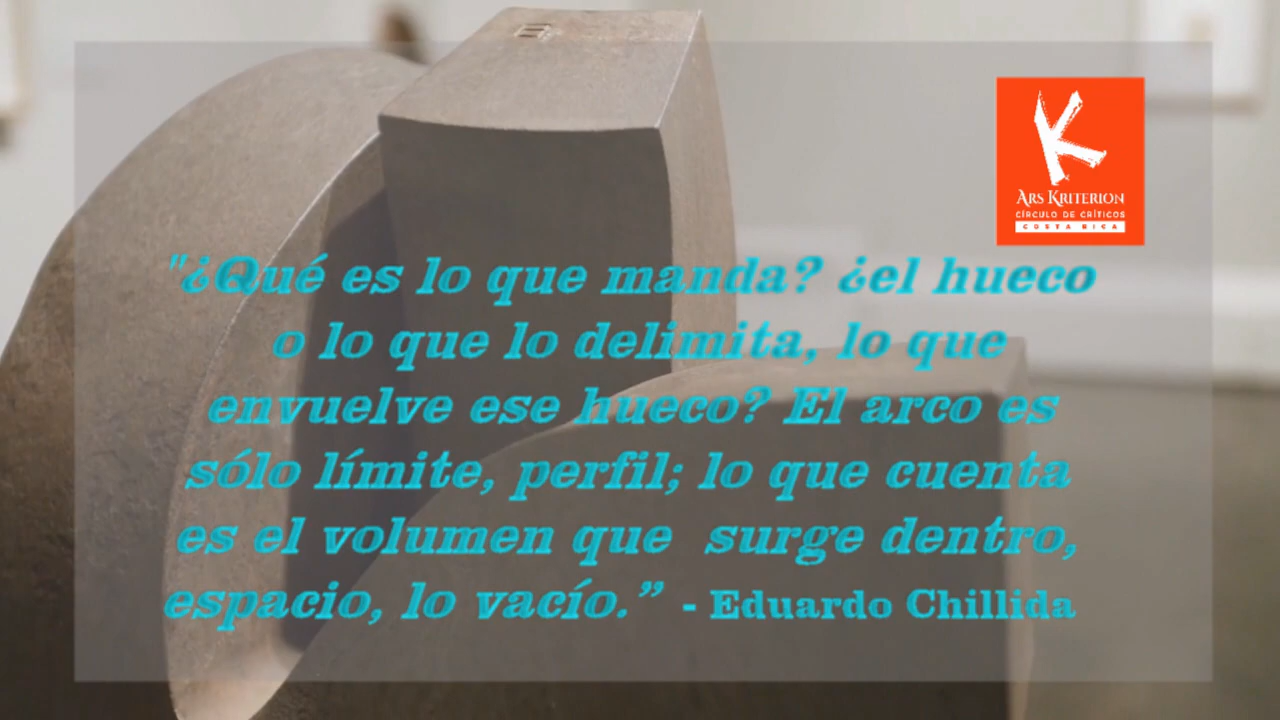 ARS KRITERION
CÍRCULO DE CRÍTICOS
COSTA RICA
"¿Qué es lo que manda? ¿el hueco
o lo que lo delimita, lo que
envuelve ese hueco? El arco es
sólo límite, perfil; lo que cuenta
es el volumen que surge dentro,
espacio, lo vacío.” - Eduardo Chillida